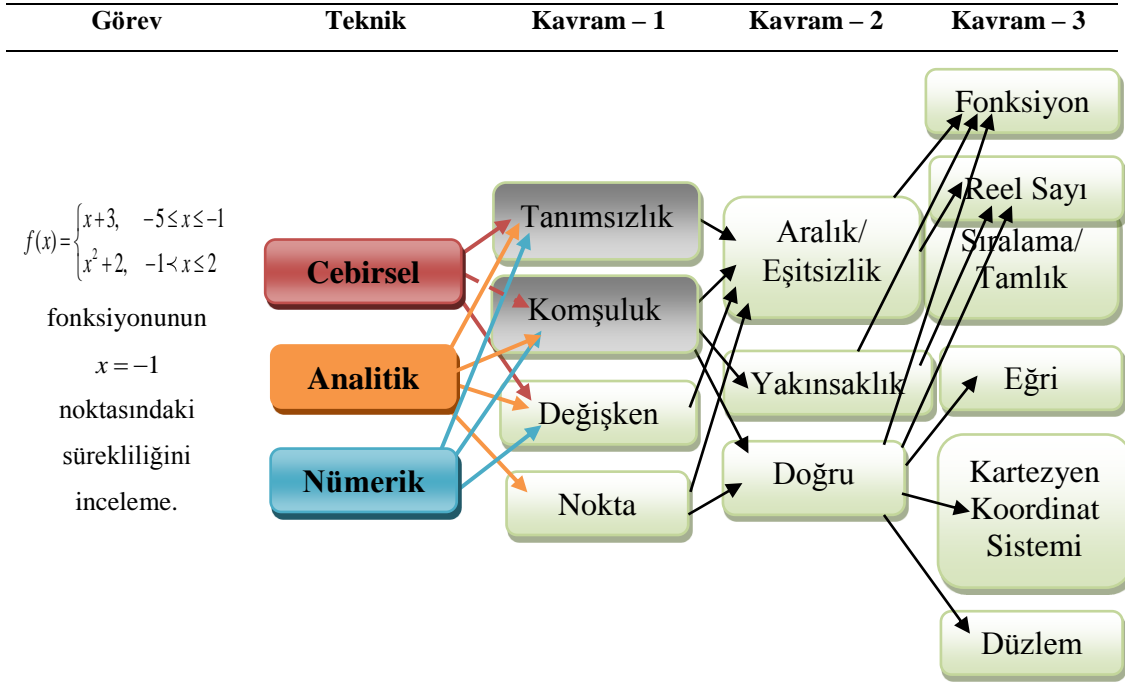 Görev Teknik Kavram – 1 Kavram – 2 Kavram – 3
f(x)= { x+3, −5≤x≤−1
x²+2, −1≺x≤2
fonksiyonunun
x = −1
noktasındaki
sürekliliğini
inceleme.
Cebirsel
Analitik
Nümerik
Tanımsızlık
Komşuluk
Değişken
Nokta
Aralık/
Eşitsizlik
Yakınsaklık
Doğru
Fonksiyon
Reel Sayı
Sıralama/
Tamlık
Eğri
Kartezyen
Koordinat
Sistemi
Düzlem